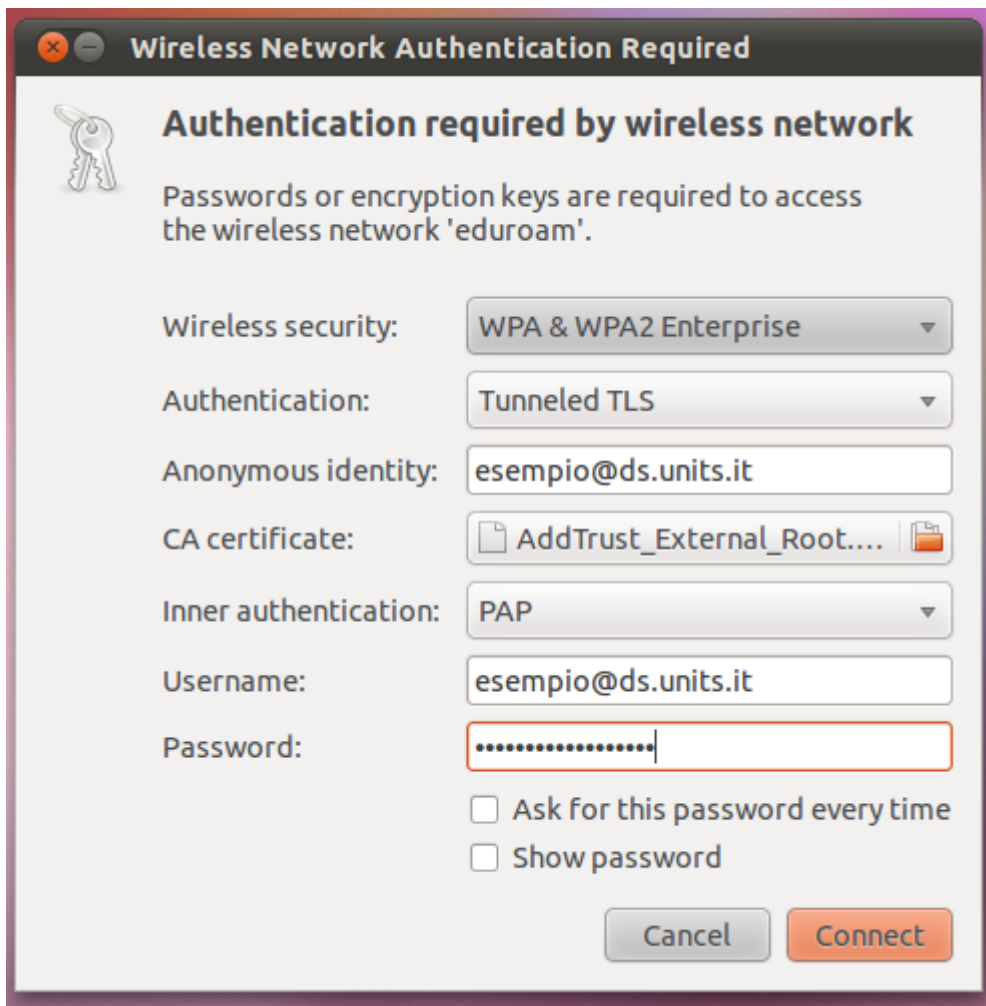 Wireless Network Authentication Required
Authentication required by wireless network
Passwords or encryption keys are required to access
the wireless network 'eduroam'.
Wireless security: WPA & WPA2 Enterprise
Authentication: Tunneled TLS
Anonymous identity: esempio@ds.units.it
CA certificate: AddTrust_External_Root....
Inner authentication: PAP
Username: esempio@ds.units.it
Password: ••••••••••••••••••
Ask for this password every time
Show password
Cancel Connect